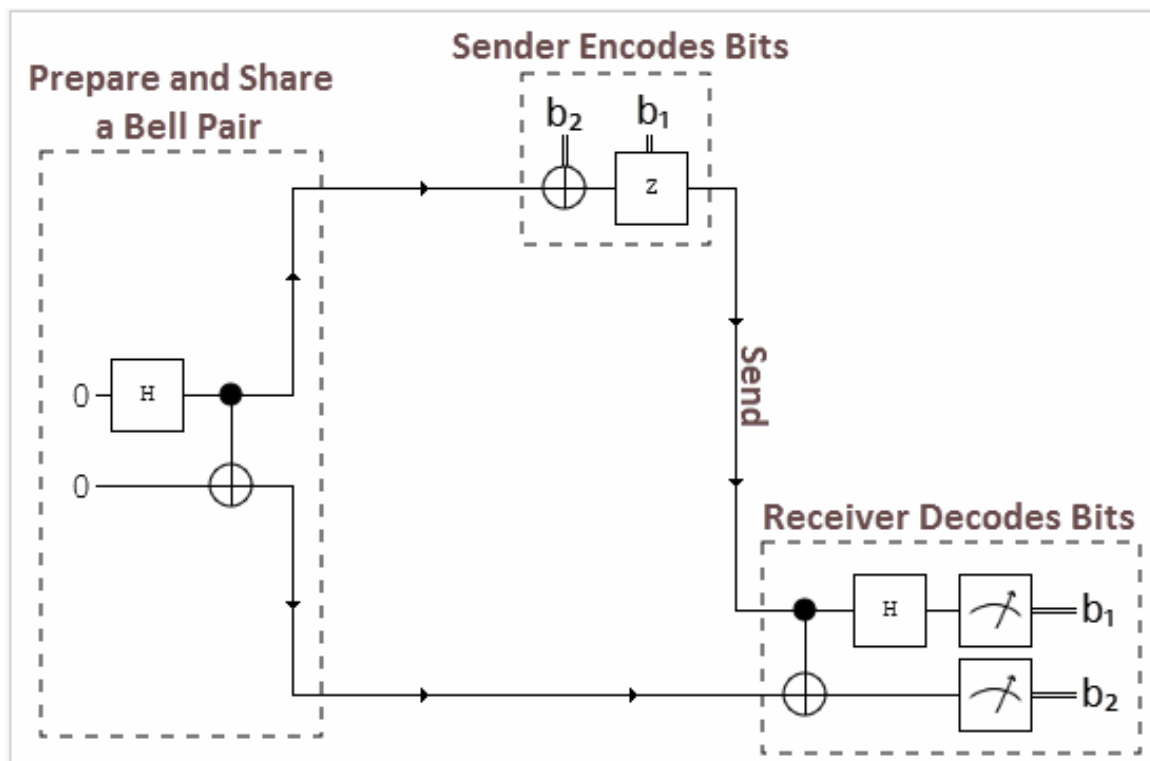 Sender Encodes Bits
Prepare and Share
a Bell Pair
b₂
b₁
Z
Send
0
H
0
Receiver Decodes Bits
H
b₁
b₂